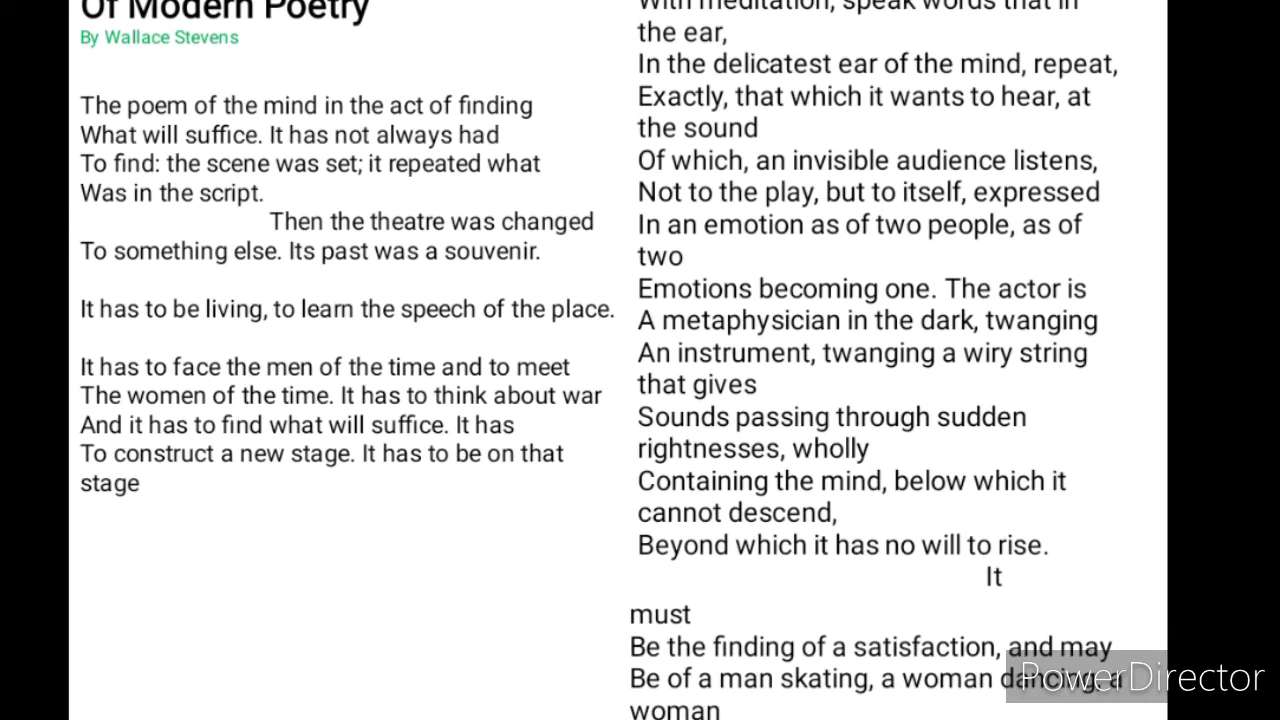 Of Modern Poetry
By Wallace Stevens
The poem of the mind in the act of finding
What will suffice. It has not always had
To find: the scene was set; it repeated what
Was in the script.
Then the theatre was changed
To something else. Its past was a souvenir.
It has to be living, to learn the speech of the place.
It has to face the men of the time and to meet
The women of the time. It has to think about war
And it has to find what will suffice. It has
To construct a new stage. It has to be on that
stage
With meditation, speak words that in
the ear,
In the delicatest ear of the mind, repeat,
Exactly, that which it wants to hear, at
the sound
Of which, an invisible audience listens,
Not to the play, but to itself, expressed
In an emotion as of two people, as of
two
Emotions becoming one. The actor is
A metaphysician in the dark, twanging
An instrument, twanging a wiry string
that gives
Sounds passing through sudden
rightnesses, wholly
Containing the mind, below which it
cannot descend,
Beyond which it has no will to rise.
It
must
Be the finding of a satisfaction, and may
Be of a man skating, a woman dancing, a
woman
PowerDirector